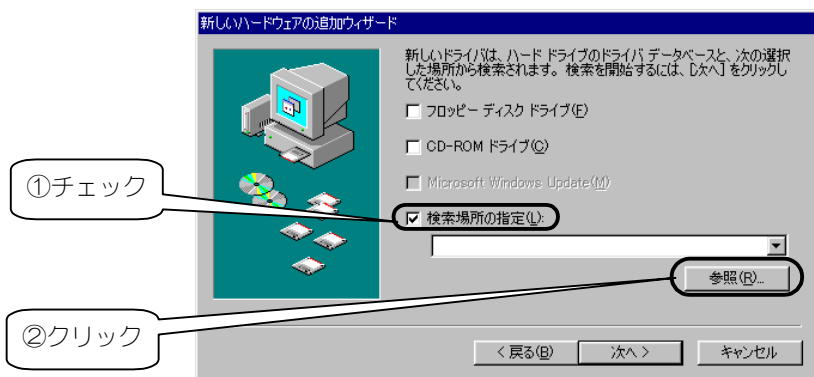 新しいハードウェアの追加ウィザード
新しいドライバは、ハード ドライブのドライバ データベースと、次の選択
した場所から検索されます。検索を開始するには、[次へ] をクリックし
てください。
フロッピー ディスク ドライブ(F)
CD-ROM ドライブ(C)
Microsoft Windows Update(M)
①チェック
検索場所の指定(L):
参照(R)...
②クリック
< 戻る(B)
次へ >
キャンセル